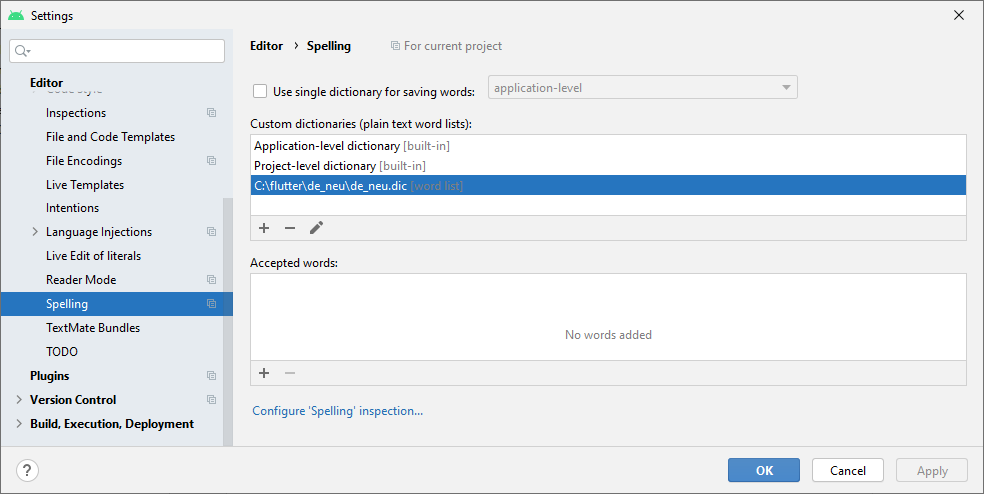 Settings
Editor
Code Style
Inspections
File and Code Templates
File Encodings
Live Templates
Intentions
Language Injections
Live Edit of literals
Reader Mode
Spelling
TextMate Bundles
TODO
Plugins
Version Control
Build, Execution, Deployment
Editor › Spelling For current project
Use single dictionary for saving words: application-level
Custom dictionaries (plain text word lists):
Application-level dictionary [built-in]
Project-level dictionary [built-in]
C:\flutter\de_neu\de_neu.dic [word list]
Accepted words:
No words added
Configure 'Spelling' inspection...
? OK Cancel Apply